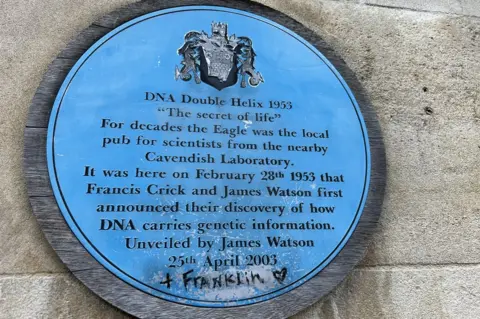 DNA Double Helix 1953
"The secret of life"
For decades the Eagle was the local
pub for scientists from the nearby
Cavendish Laboratory.
It was here on February 28th 1953 that
Francis Crick and James Watson first
announced their discovery of how
DNA carries genetic information.
Unveiled by James Watson
25th April 2003
+ FRANKLIN ♡